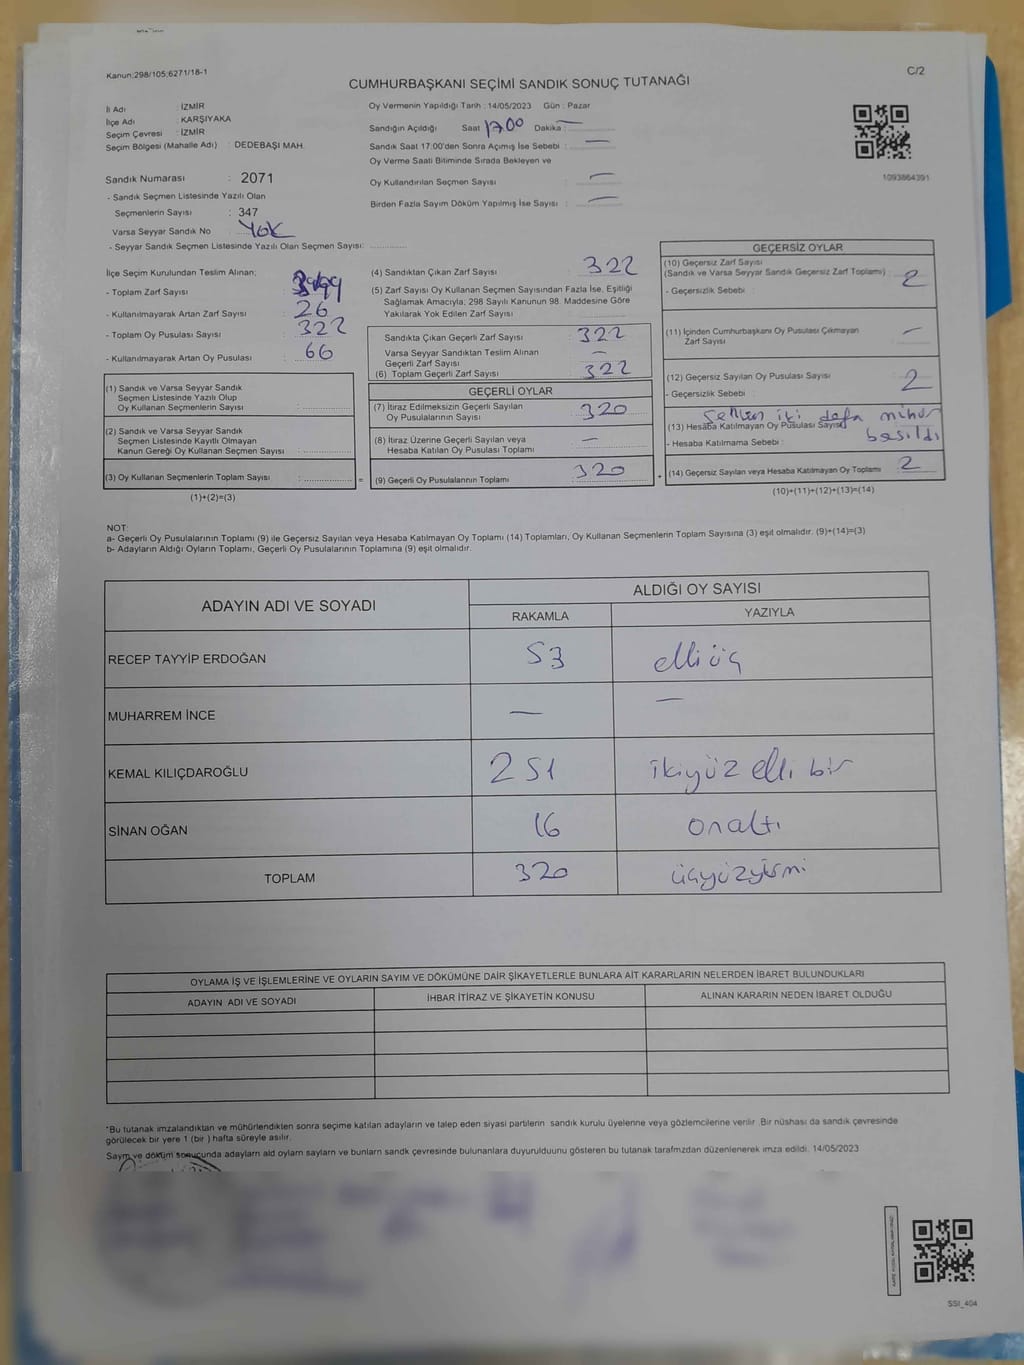 Kanun:298/105;6271/18-1
C/2
CUMHURBAŞKANI SEÇİMİ SANDIK SONUÇ TUTANAĞI
İl Adı : İZMİR
İlçe Adı : KARŞIYAKA
Seçim Çevresi : İZMİR
Seçim Bölgesi (Mahalle Adı) : DEDEBAŞI MAH.
Sandık Numarası : 2071
- Sandık Seçmen Listesinde Yazılı Olan
Seçmenlerin Sayısı : 347
Varsa Seyyar Sandık No : YOK
- Seyyar Sandık Seçmen Listesinde Yazılı Olan Seçmen Sayısı:
Oy Vermenin Yapıldığı Tarih : 14/05/2023 Gün : Pazar
Sandığın Açıldığı Saat 17.00 Dakika : —
Sandık Saat 17:00'den Sonra Açımış İse Sebebi : —
Oy Verme Saati Bitiminde Sırada Bekleyen ve
Oy Kullandırılan Seçmen Sayısı : —
Birden Fazla Sayım Döküm Yapılmış İse Sayısı : —
1093864391
İlçe Seçim Kurulundan Teslim Alınan;
- Toplam Zarf Sayısı :
- Kullanılmayarak Artan Zarf Sayısı : 26
- Toplam Oy Pusulası Sayısı : 322
- Kullanılmayarak Artan Oy Pusulası : 66
(1) Sandık ve Varsa Seyyar Sandık
Seçmen Listesinde Yazılı Olup
Oy Kullanan Seçmenlerin Sayısı :
(2) Sandık ve Varsa Seyyar Sandık
Seçmen Listesinde Kayıtlı Olmayan
Kanun Gereği Oy Kullanan Seçmen Sayısı :
(3) Oy Kullanan Seçmenlerin Toplam Sayısı : =
(1)+(2)=(3)
(4) Sandıktan Çıkan Zarf Sayısı : 322
(5) Zarf Sayısı Oy Kullanan Seçmen Sayısından Fazla İse, Eşitliği
Sağlamak Amacıyla; 298 Sayılı Kanunun 98. Maddesine Göre
Yakılarak Yok Edilen Zarf Sayısı :
Sandıkta Çıkan Geçerli Zarf Sayısı : 322
Varsa Seyyar Sandıktan Teslim Alınan
Geçerli Zarf Sayısı : —
(6) Toplam Geçerli Zarf Sayısı : 322
GEÇERLİ OYLAR
(7) İtiraz Edilmeksizin Geçerli Sayılan
Oy Pusulalarının Sayısı : 320
(8) İtiraz Üzerine Geçerli Sayılan veya
Hesaba Katılan Oy Pusulası Toplamı : —
(9) Geçerli Oy Pusulalarının Toplamı : 320 +
GEÇERSİZ OYLAR
(10) Geçersiz Zarf Sayısı
(Sandık ve Varsa Seyyar Sandık Geçersiz Zarf Toplamı) : 2
- Geçersizlik Sebebi :
(11) İçinden Cumhurbaşkanı Oy Pusulası Çıkmayan
Zarf Sayısı : —
(12) Geçersiz Sayılan Oy Pusulası Sayısı : 2
- Geçersizlik Sebebi :
iki defa mühür
(13) Hesaba Katılmayan Oy Pusulası Sayısı
- Hesaba Katılmama Sebebi : basıldı
(14) Geçersiz Sayılan veya Hesaba Katılmayan Oy Toplamı : 2
(10)+(11)+(12)+(13)=(14)
NOT:
a- Geçerli Oy Pusulalarının Toplamı (9) ile Geçersiz Sayılan veya Hesaba Katılmayan Oy Toplamı (14) Toplamları, Oy Kullanan Seçmenlerin Toplam Sayısına (3) eşit olmalıdır. (9)+(14)=(3)
b- Adayların Aldığı Oyların Toplamı, Geçerli Oy Pusulalarının Toplamına (9) eşit olmalıdır.
ADAYIN ADI VE SOYADI ALDIĞI OY SAYISI
RAKAMLA YAZIYLA
RECEP TAYYİP ERDOĞAN 53 elli üç
MUHARREM İNCE — —
KEMAL KILIÇDAROĞLU 251 ikiyüz elli bir
SİNAN OĞAN 16 onaltı
TOPLAM 320 üçyüzyirmi
OYLAMA İŞ VE İŞLEMLERİNE VE OYLARIN SAYIM VE DÖKÜMÜNE DAİR ŞİKAYETLERLE BUNLARA AİT KARARLARIN NELERDEN İBARET BULUNDUKLARI
ADAYIN ADI VE SOYADI İHBAR İTİRAZ VE ŞİKAYETİN KONUSU ALINAN KARARIN NEDEN İBARET OLDUĞU
*Bu tutanak imzalandıktan ve mühürlendikten sonra seçime katılan adayların ve talep eden siyasi partilerin sandık kurulu üyelerine veya gözlemcilerine verilir. Bir nüshası da sandık çevresinde
görülecek bir yere 1 (bir ) hafta süreyle asılır.
Saym ve döküm sonucunda adaylarn ald oylarn saylarn ve bunlarn sandk çevresinde bulunanlara duyurulduunu gösteren bu tutanak tarafmzdan düzenlenerek imza edildi. 14/05/2023
SSI_404